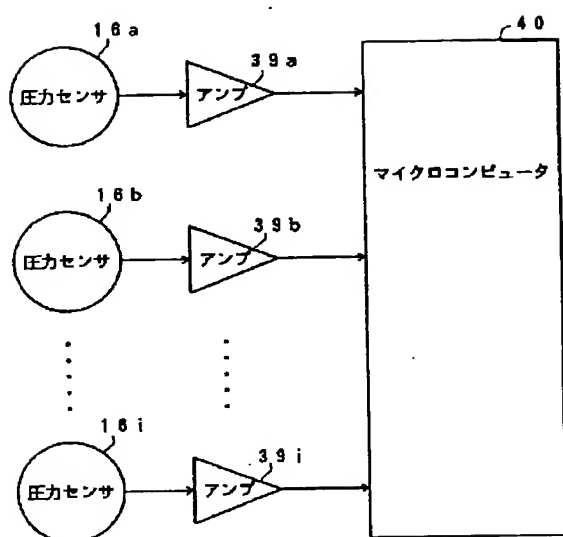 40
16a
39a
圧力センサ
アンプ
マイクロコンピュータ
16b
39b
圧力センサ
アンプ
16i
39i
圧力センサ
アンプ